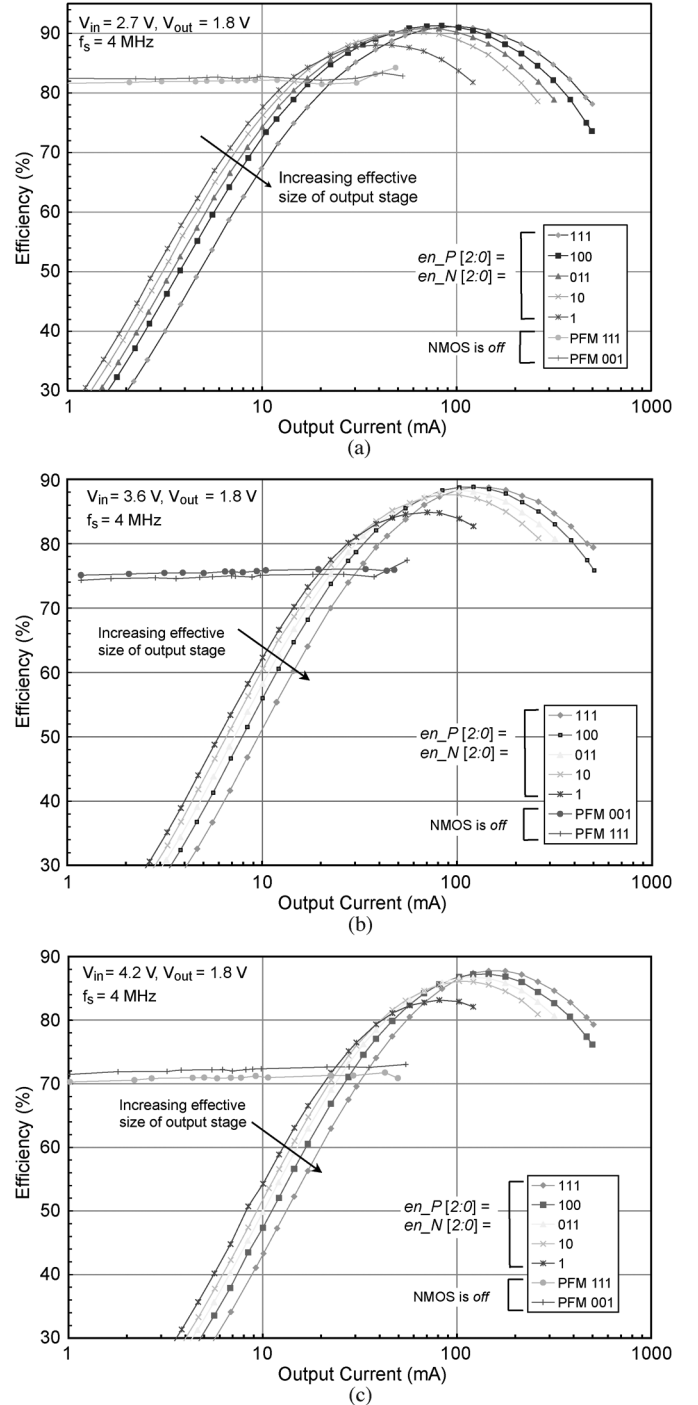 V_in = 2.7 V, V_out = 1.8 V
f_s = 4 MHz
90
80
70
60
50
40
30
Efficiency (%)
Increasing effective
size of output stage
en_P [2:0] =
en_N [2:0] =
NMOS is off
111
100
011
10
1
PFM 111
PFM 001
1
10
100
1000
Output Current (mA)
(a)
V_in = 3.6 V, V_out = 1.8 V
f_s = 4 MHz
90
80
70
60
50
40
30
Efficiency (%)
Increasing effective
size of output stage
en_P [2:0] =
en_N [2:0] =
NMOS is off
111
100
011
10
1
PFM 001
PFM 111
1
10
100
1000
Output Current (mA)
(b)
V_in = 4.2 V, V_out = 1.8 V
f_s = 4 MHz
90
80
70
60
50
40
30
Efficiency (%)
Increasing effective
size of output stage
en_P [2:0] =
en_N [2:0] =
NMOS is off
111
100
011
10
1
PFM 111
PFM 001
1
10
100
1000
Output Current (mA)
(c)